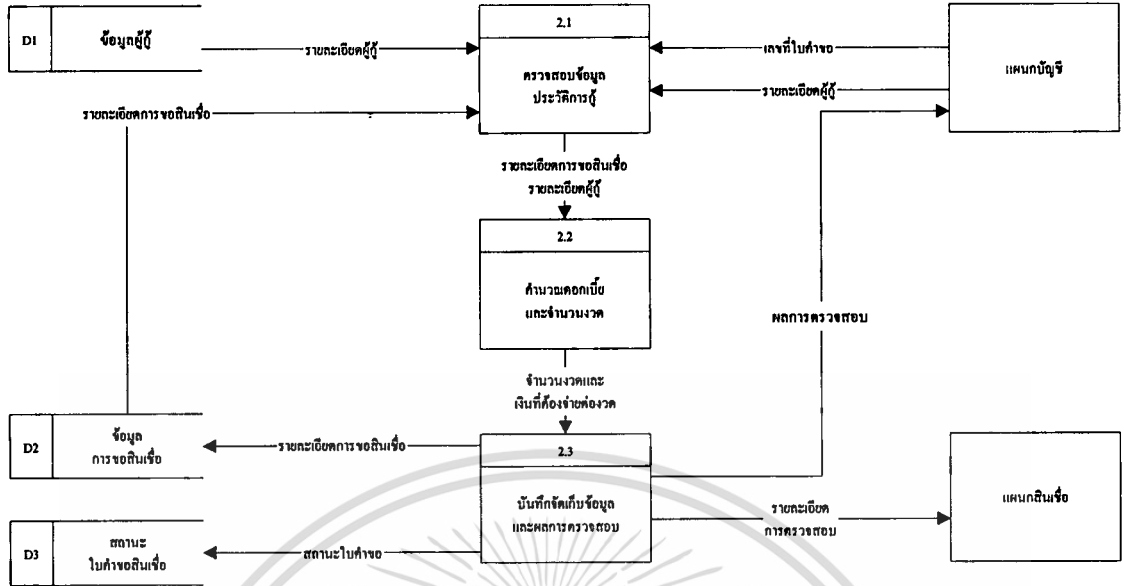 D1
ข้อมูลผู้กู้
รายละเอียดผู้กู้
2.1
ตรวจสอบข้อมูล
ประวัติการกู้
เลขที่ใบคำขอ
รายละเอียดผู้กู้
แผนกบัญชี
รายละเอียดการขอสินเชื่อ
รายละเอียดการขอสินเชื่อ
รายละเอียดผู้กู้
2.2
คำนวณดอกเบี้ย
และจำนวนงวด
ผลการตรวจสอบ
จำนวนงวดและ
เงินที่ต้องจ่ายต่องวด
D2
ข้อมูล
การขอสินเชื่อ
รายละเอียดการขอสินเชื่อ
2.3
บันทึกจัดเก็บข้อมูล
และผลการตรวจสอบ
รายละเอียด
การตรวจสอบ
แผนกสินเชื่อ
D3
สถานะ
ใบคำขอสินเชื่อ
สถานะใบคำขอ